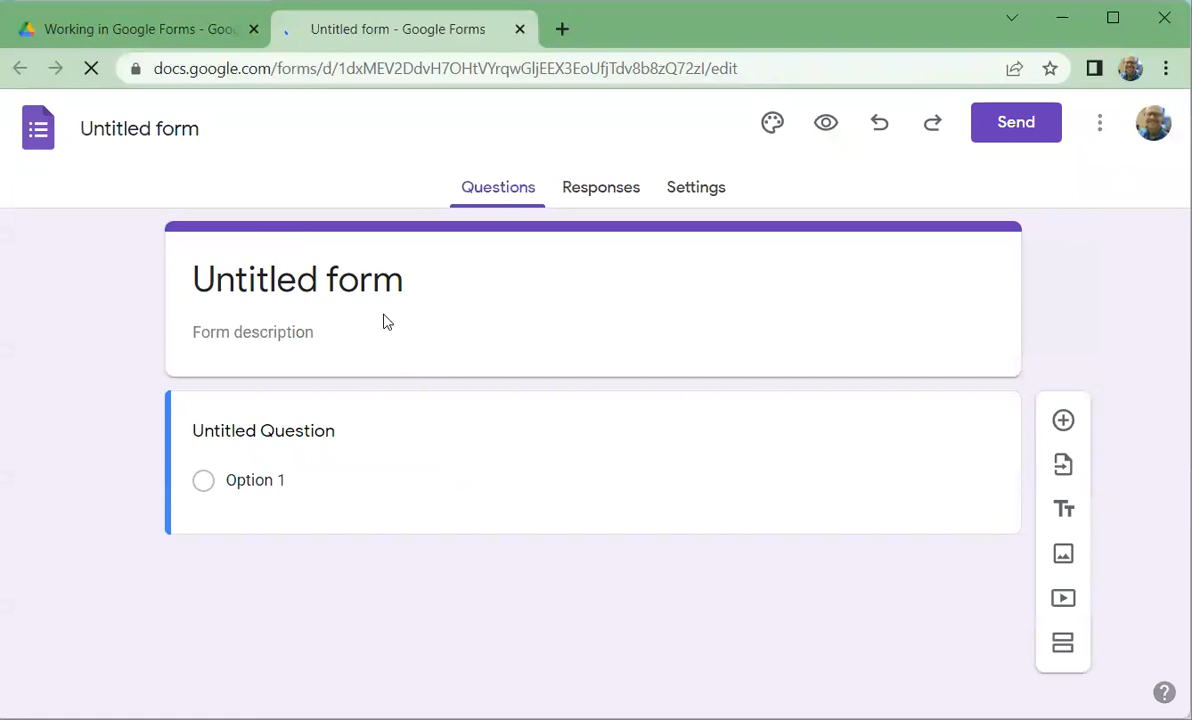 Working in Google Forms - Goo
Untitled form - Google Forms
docs.google.com/forms/d/1dxMEV2DdvH7OHtVYrqwGljEEX3EoUfjTdv8b8zQ72zI/edit
Untitled form
Send
Questions
Responses
Settings
Untitled form
Form description
Untitled Question
Option 1